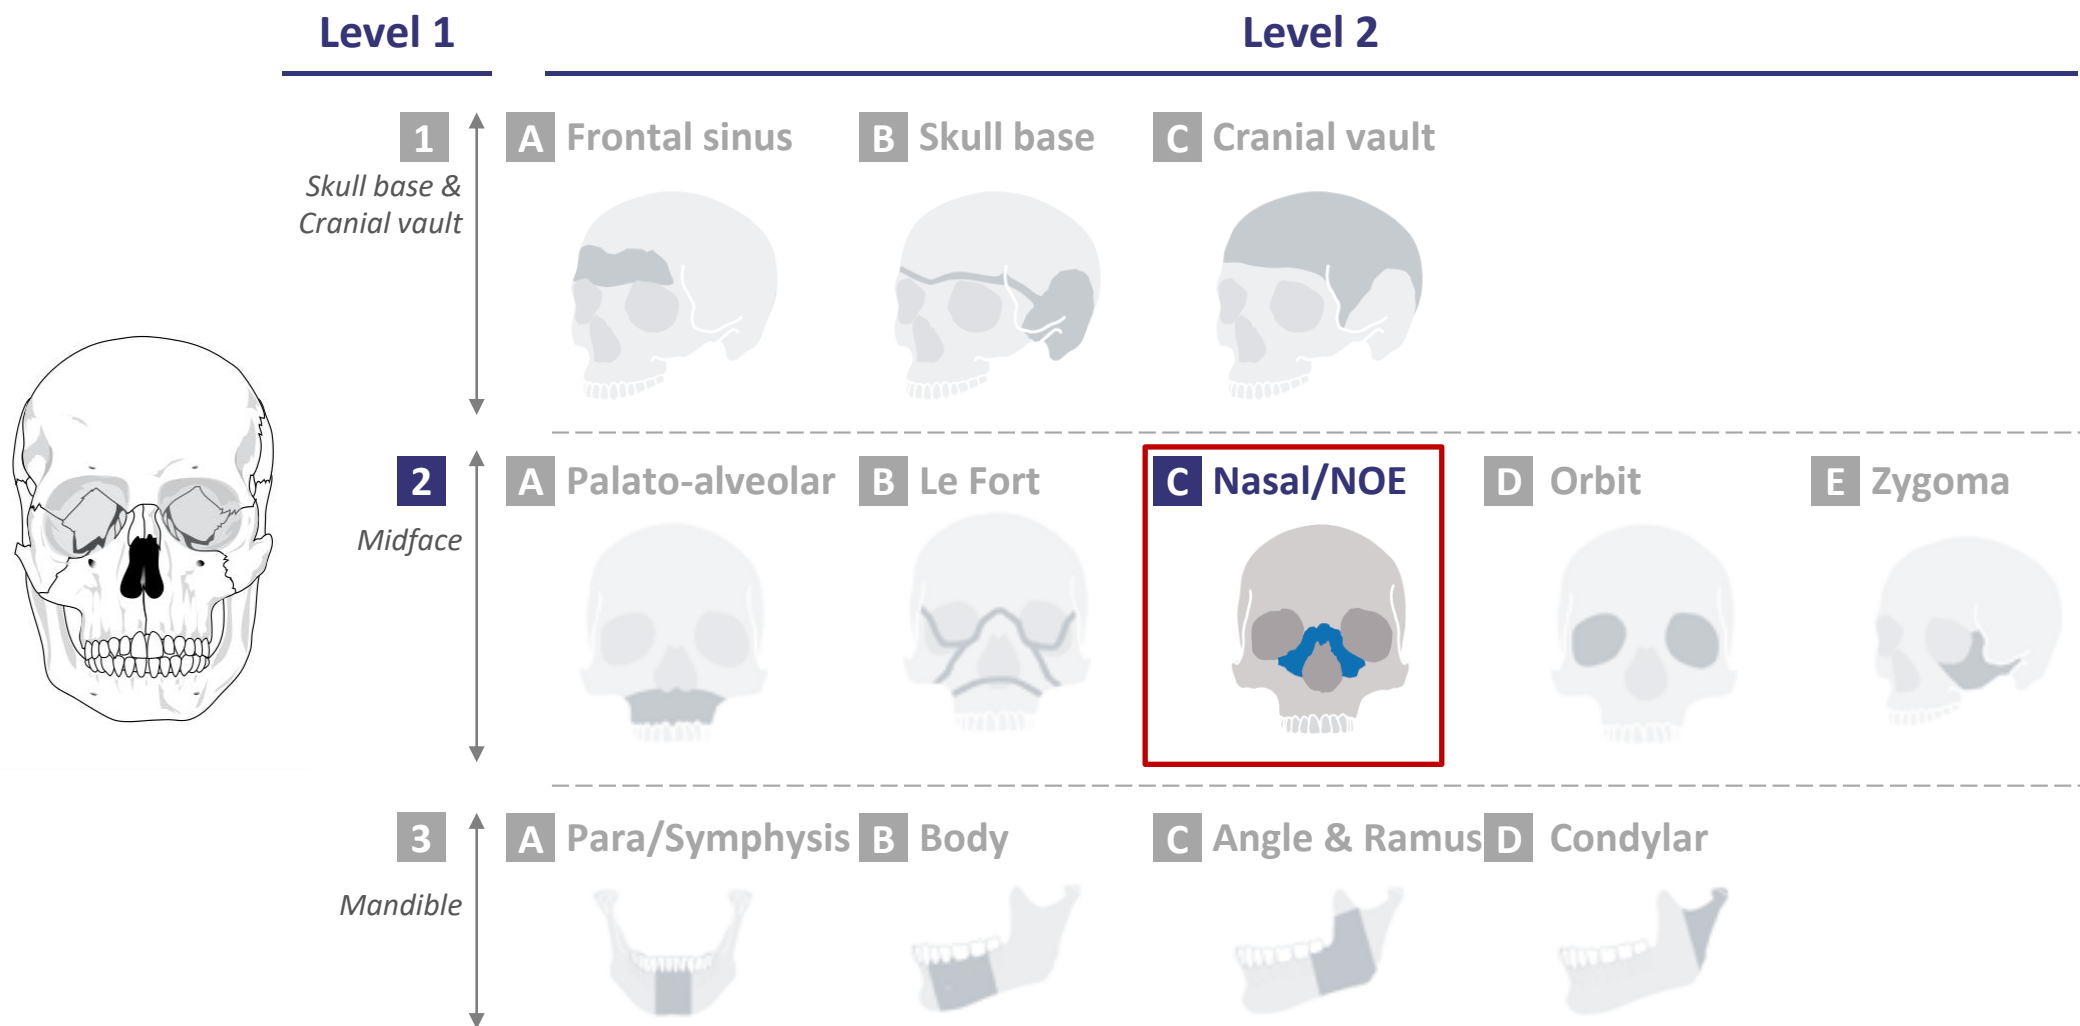 Level 1
Level 2
1
Skull base &
Cranial vault
A Frontal sinus
B Skull base
C Cranial vault
2
Midface
A Palato-alveolar
B Le Fort
C Nasal/NOE
D Orbit
E Zygoma
3
Mandible
A Para/Symphysis
B Body
C Angle & Ramus
D Condylar